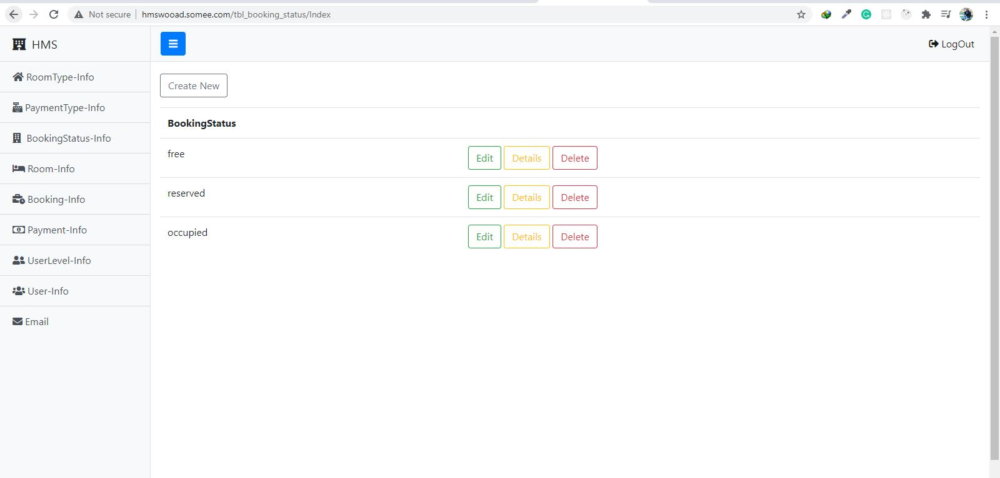 Not secure hmswooad.somee.com/tbl_booking_status/Index
HMS
LogOut
RoomType-Info
PaymentType-Info
BookingStatus-Info
Room-Info
Booking-Info
Payment-Info
UserLevel-Info
User-Info
Email
Create New
BookingStatus
free Edit Details Delete
reserved Edit Details Delete
occupied Edit Details Delete